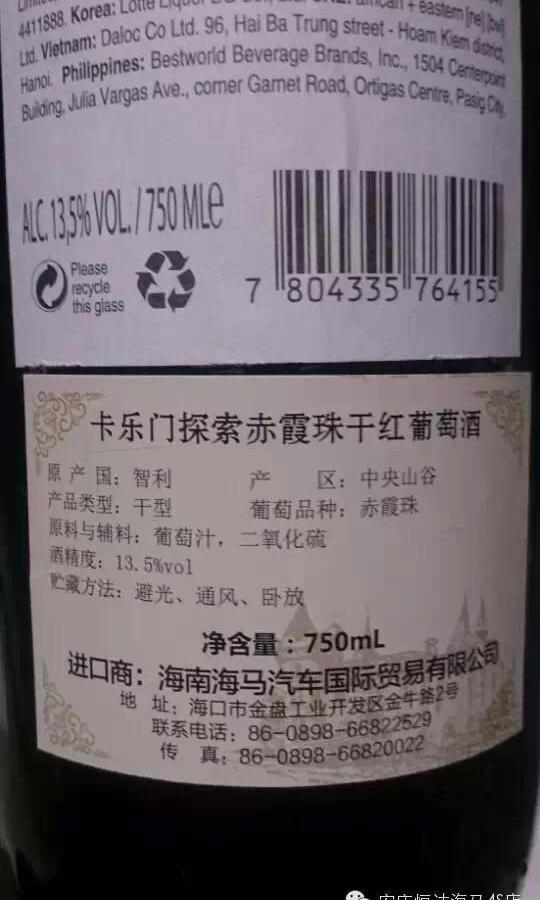 4411888. Korea: Lotte
african + eastern [ne] [bv]
Ltd. Vietnam: Daloc Co Ltd. 96, Hai Ba Trung street - Hoam Kiem district,
Hanoi. Philippines: Bestworld Beverage Brands, Inc., 1504 Centerpoint
Building, Julia Vargas Ave., corner Garnet Road, Ortigas Centre, Pasig City,
ALC. 13,5% VOL. / 750 ML e
Please
recycle
this glass
7 804335 764155
卡乐门探索赤霞珠干红葡萄酒
原产国：智利 产区：中央山谷
产品类型：干型 葡萄品种：赤霞珠
原料与辅料：葡萄汁，二氧化硫
酒精度：13.5%vol
贮藏方法：避光、通风、卧放
净含量：750mL
进口商：海南海马汽车国际贸易有限公司
地址：海口市金盘工业开发区金牛路2号
联系电话：86-0898-66822529
传真：86-0898-66820022